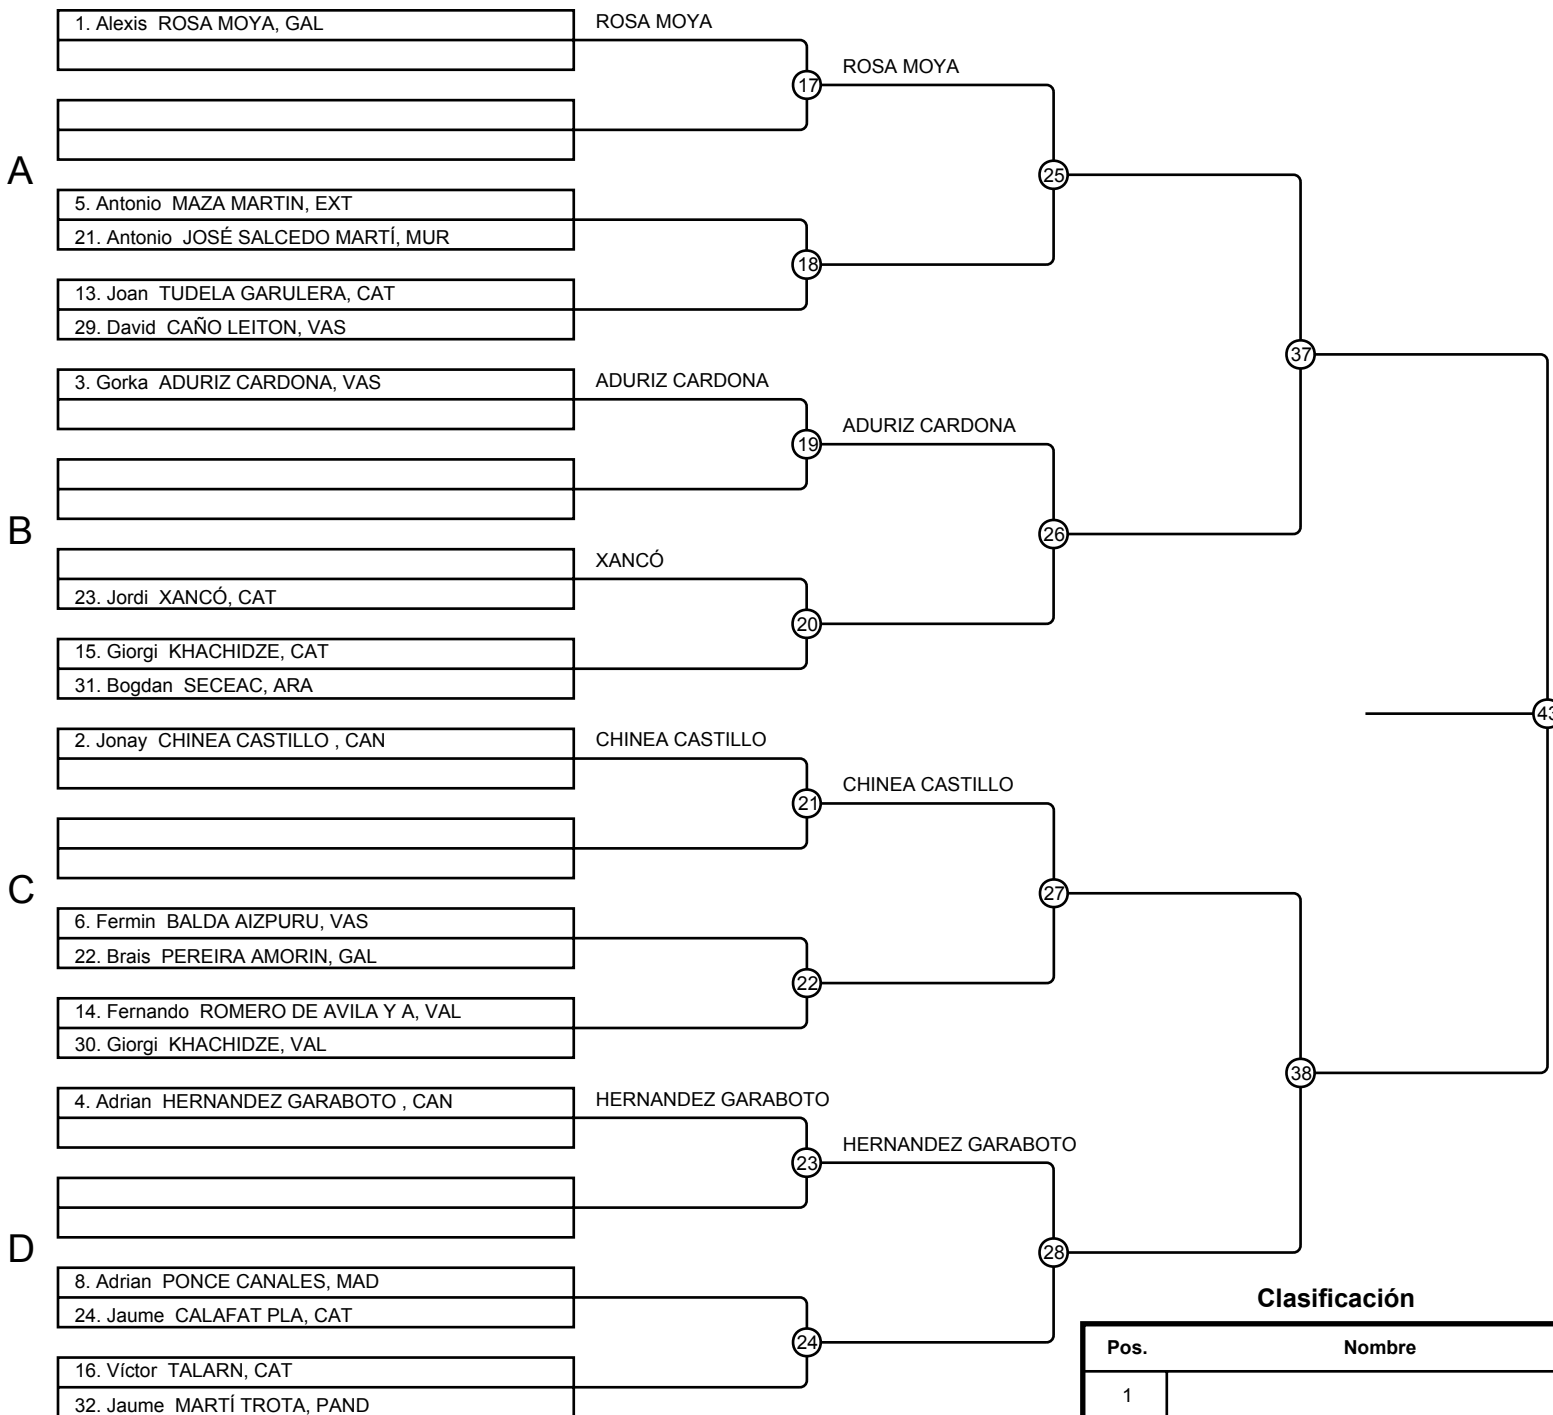 1. Alexis ROSA MOYA, GAL
ROSA MOYA
ROSA MOYA
17
A
25
5. Antonio MAZA MARTIN, EXT
21. Antonio JOSÉ SALCEDO MARTÍ, MUR
18
13. Joan TUDELA GARULERA, CAT
29. David CAÑO LEITON, VAS
37
3. Gorka ADURIZ CARDONA, VAS
ADURIZ CARDONA
ADURIZ CARDONA
19
B
26
XANCÓ
23. Jordi XANCÓ, CAT
20
15. Giorgi KHACHIDZE, CAT
31. Bogdan SECEAC, ARA
43
2. Jonay CHINEA CASTILLO , CAN
CHINEA CASTILLO
CHINEA CASTILLO
21
C
27
6. Fermin BALDA AIZPURU, VAS
22. Brais PEREIRA AMORIN, GAL
22
14. Fernando ROMERO DE AVILA Y A, VAL
30. Giorgi KHACHIDZE, VAL
38
4. Adrian HERNANDEZ GARABOTO , CAN
HERNANDEZ GARABOTO
HERNANDEZ GARABOTO
23
D
28
8. Adrian PONCE CANALES, MAD
24. Jaume CALAFAT PLA, CAT
24
16. Víctor TALARN, CAT
32. Jaume MARTÍ TROTA, PAND
Clasificación
Pos. Nombre
1